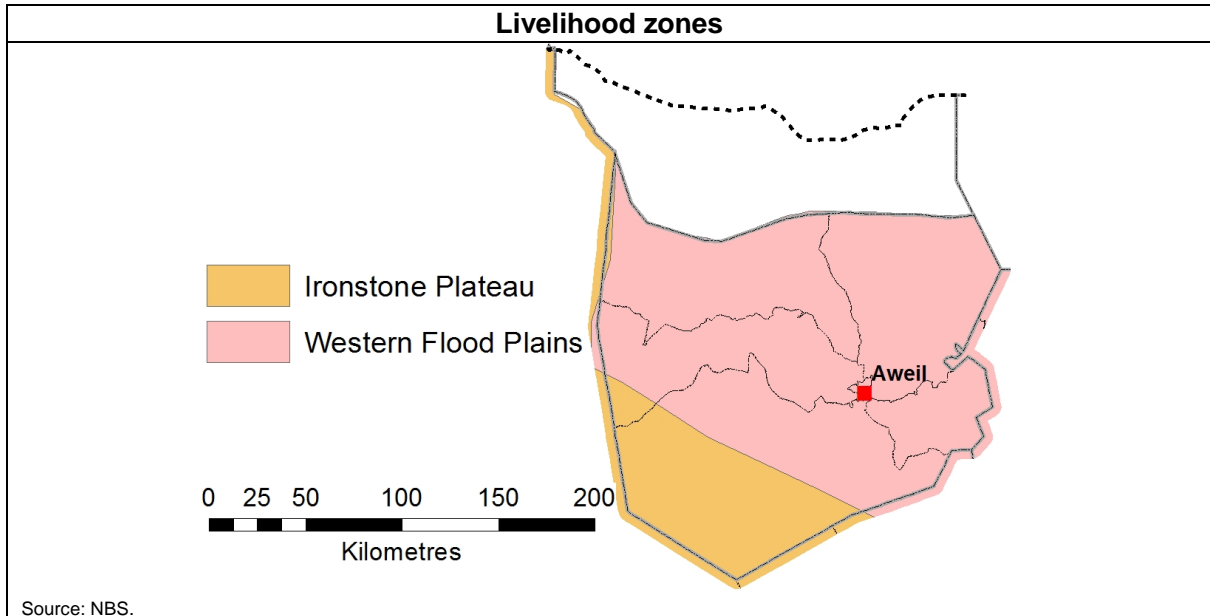 Livelihood zones
Ironstone Plateau
Western Flood Plains
Aweil
0 25 50 100 150 200
Kilometres
Source: NBS.